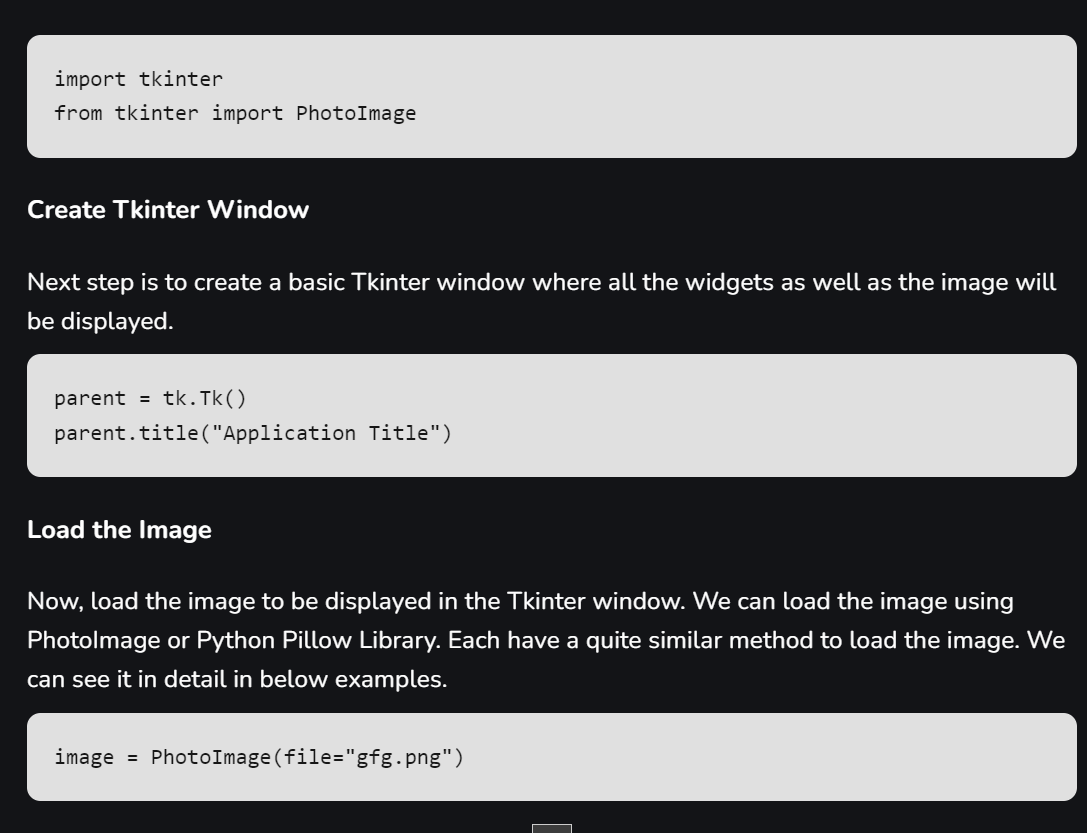 import tkinter
from tkinter import PhotoImage
Create Tkinter Window
Next step is to create a basic Tkinter window where all the widgets as well as the image will
be displayed.
parent = tk.Tk()
parent.title("Application Title")
Load the Image
Now, load the image to be displayed in the Tkinter window. We can load the image using
PhotoImage or Python Pillow Library. Each have a quite similar method to load the image. We
can see it in detail in below examples.
image = PhotoImage(file="gfg.png")